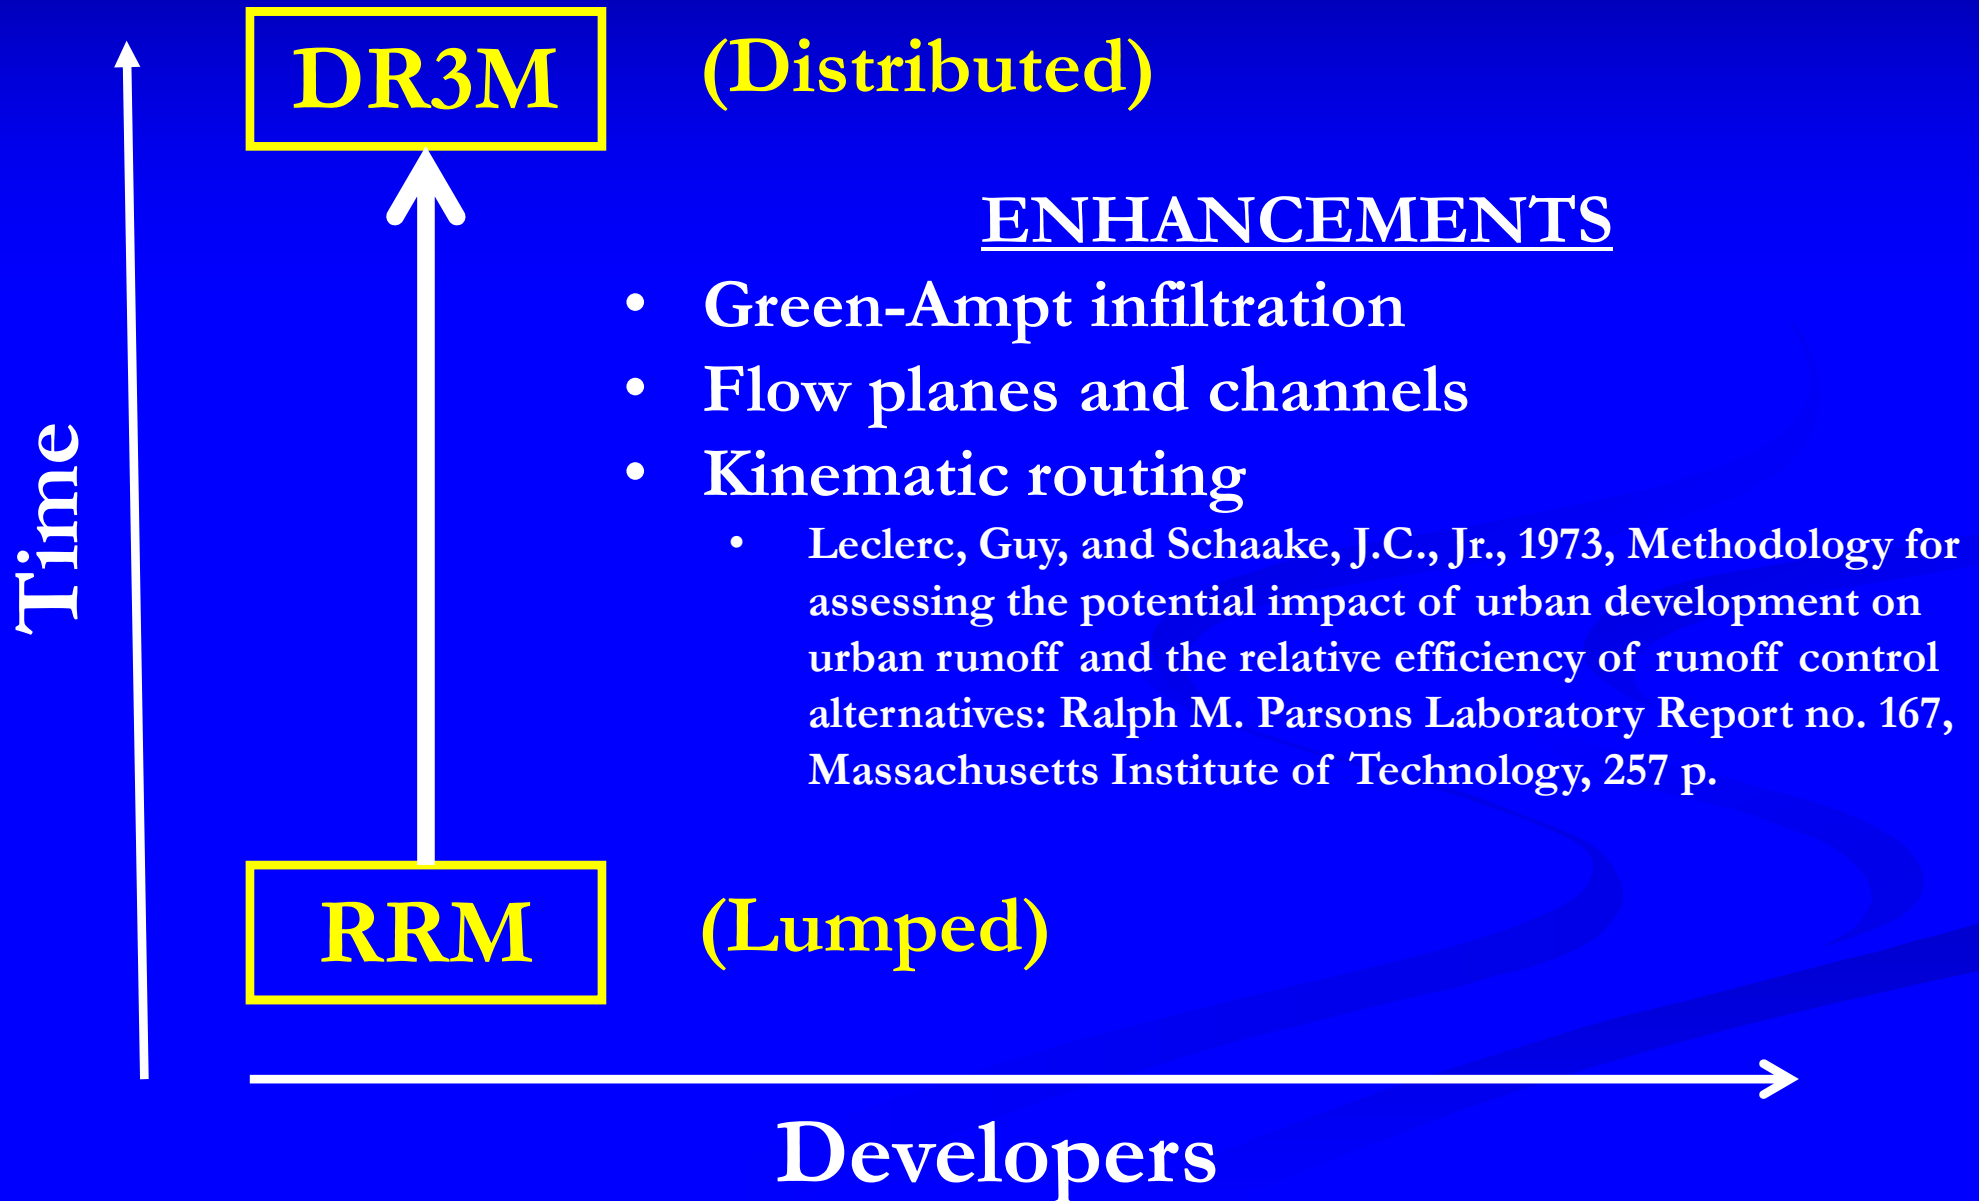 DR3M
(Distributed)
ENHANCEMENTS
• Green-Ampt infiltration
• Flow planes and channels
• Kinematic routing
• Leclerc, Guy, and Schaake, J.C., Jr., 1973, Methodology for
assessing the potential impact of urban development on
urban runoff and the relative efficiency of runoff control
alternatives: Ralph M. Parsons Laboratory Report no. 167,
Massachusetts Institute of Technology, 257 p.
Time
RRM
(Lumped)
Developers